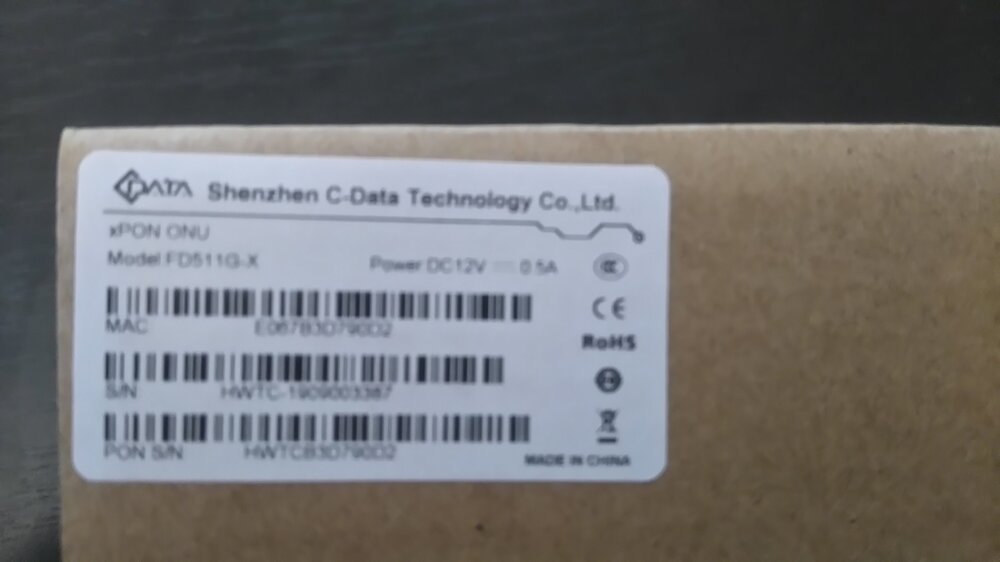 CDATA Shenzhen C-Data Technology Co.,Ltd.
xPON ONU
Model FD511G-X Power DC12V 0.5A
CE
MAC E067B3D790D2
RoHS
S/N HWTC-1909003387
PON S/N HWTCB3D790D2
MADE IN CHINA